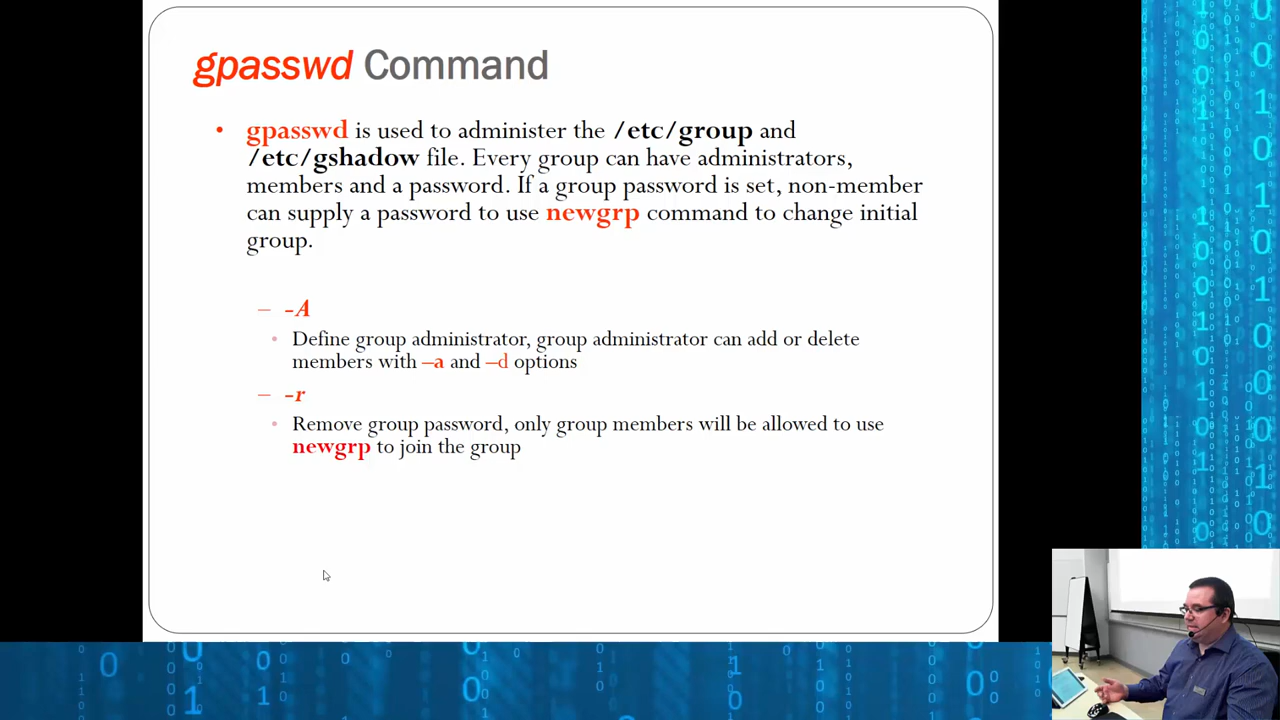 gpasswd Command
• gpasswd is used to administer the /etc/group and
/etc/gshadow file. Every group can have administrators,
members and a password. If a group password is set, non-member
can supply a password to use newgrp command to change initial
group.
– -A
• Define group administrator, group administrator can add or delete
members with –a and –d options
– -r
• Remove group password, only group members will be allowed to use
newgrp to join the group